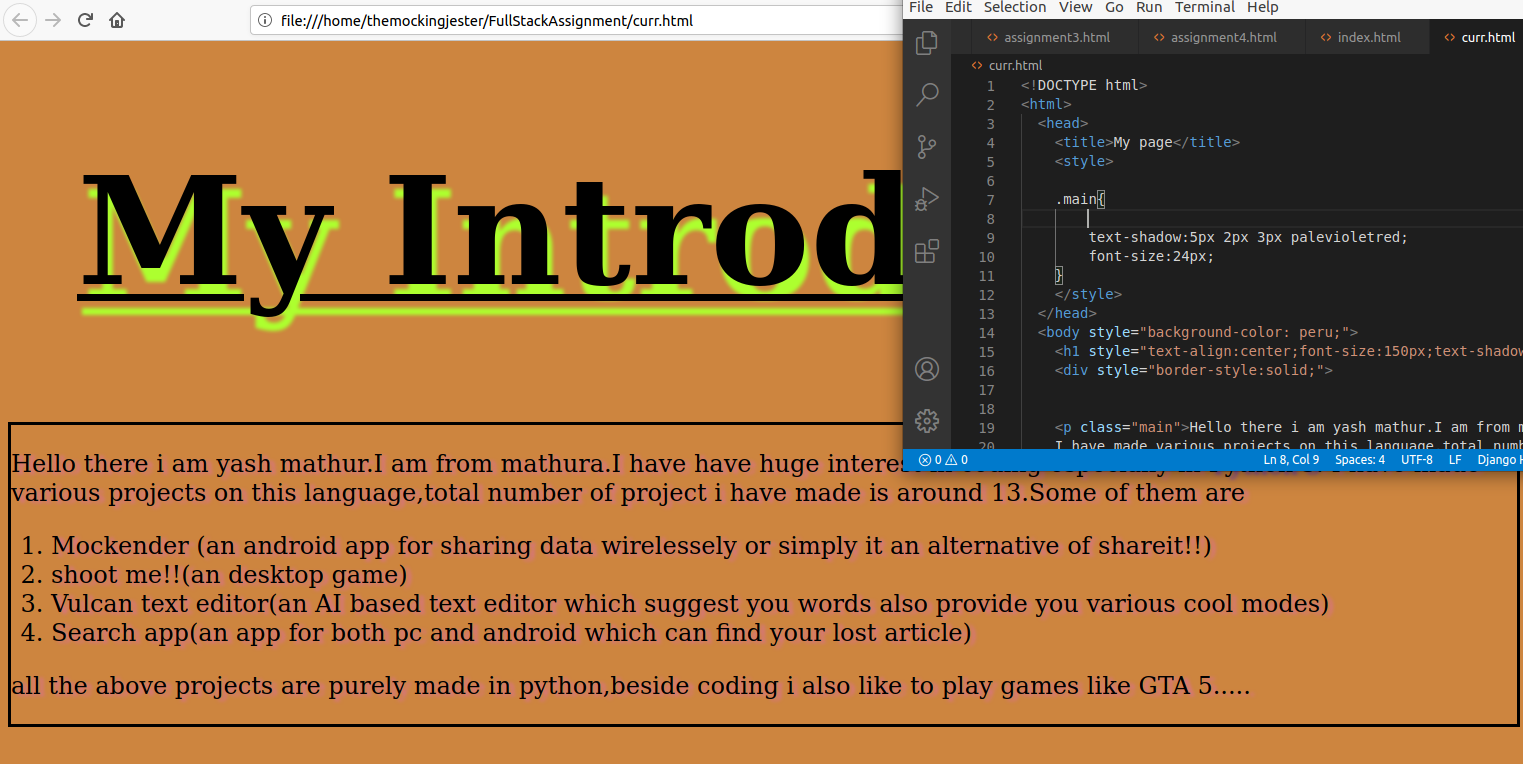 file:///home/themockingjester/FullStackAssignment/curr.html
My Introd
Hello there i am yash mathur.I am from mathura.I have have huge interes
various projects on this language,total number of project i have made is around 13.Some of them are
1. Mockender (an android app for sharing data wirelessely or simply it an alternative of shareit!!)
2. shoot me!!(an desktop game)
3. Vulcan text editor(an AI based text editor which suggest you words also provide you various cool modes)
4. Search app(an app for both pc and android which can find your lost article)
all the above projects are purely made in python,beside coding i also like to play games like GTA 5.....
File Edit Selection View Go Run Terminal Help
<> assignment3.html <> assignment4.html <> index.html <> curr.html
<> curr.html
1 <!DOCTYPE html>
2 <html>
3 <head>
4 <title>My page</title>
5 <style>
6
7 .main{
8
9 text-shadow:5px 2px 3px palevioletred;
10 font-size:24px;
11 }
12 </style>
13 </head>
14 <body style="background-color: peru;">
15 <h1 style="text-align:center;font-size:150px;text-shadow
16 <div style="border-style:solid;">
17
18
19 <p class="main">Hello there i am yash mathur.I am from m
20 I have made various projects on this language,total numb
0 0 Ln 8, Col 9 Spaces: 4 UTF-8 LF Django H